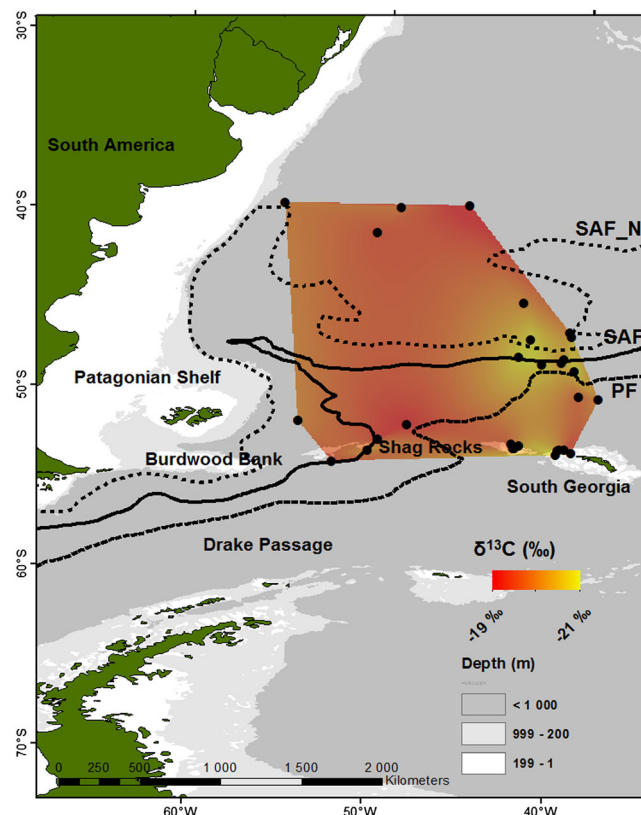 30°S
South America
40°S
SAF_N
SAF
PF
50°S
Patagonian Shelf
Burdwood Bank
Shag Rocks
South Georgia
Drake Passage
60°S
δ¹³C (‰)
-19 ‰
-21 ‰
Depth (m)
< 1 000
999 - 200
199 - 1
70°S
0 250 500 1 000 1 500 2 000
Kilometers
60°W 50°W 40°W